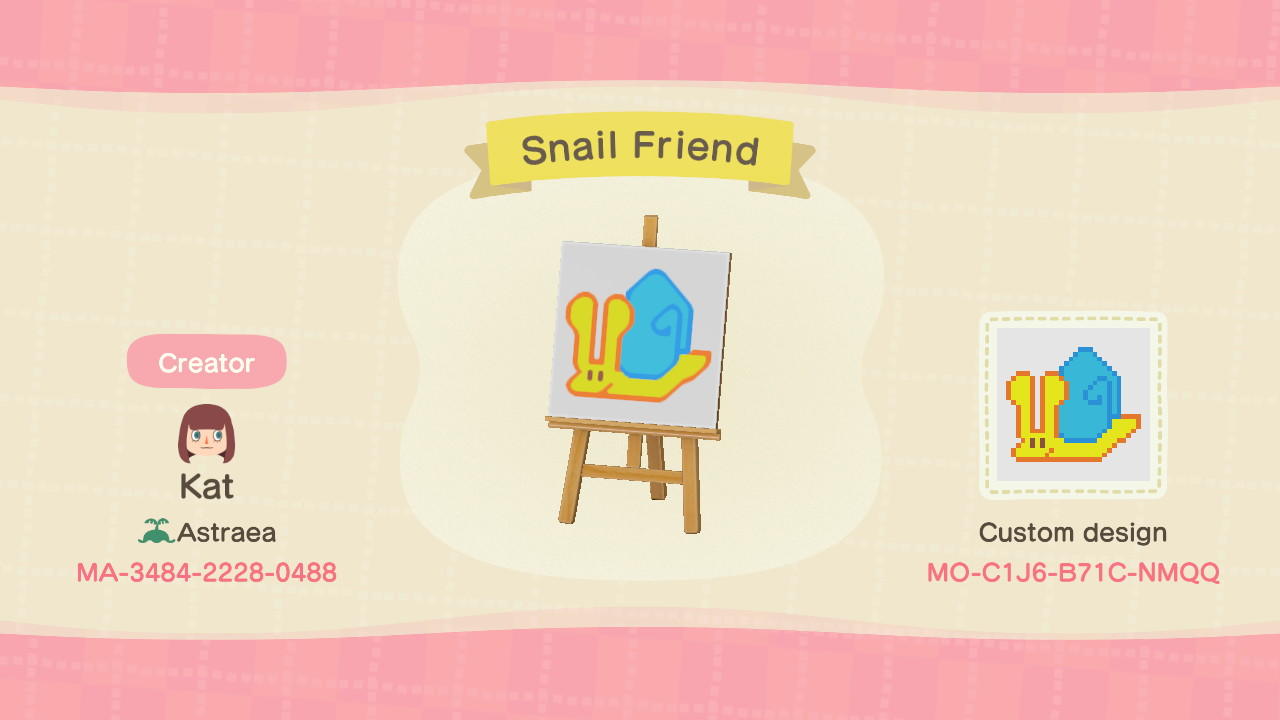 Snail Friend
Creator
Kat
Astraea
MA-3484-2228-0488
Custom design
MO-C1J6-B71C-NMQQ